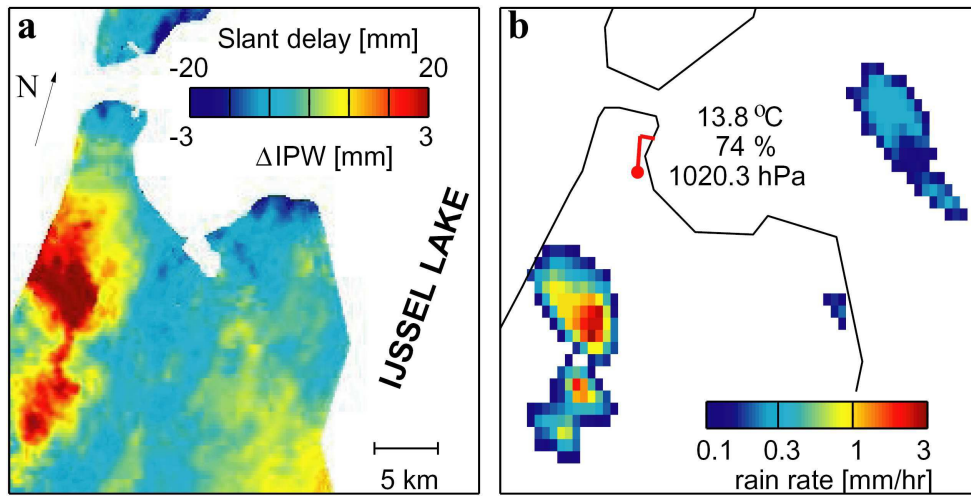 a
Slant delay [mm]
-20 20
N
-3 3
ΔIPW [mm]
IJSSEL LAKE
5 km
b
13.8 ºC
74 %
1020.3 hPa
0.1 0.3 1 3
rain rate [mm/hr]